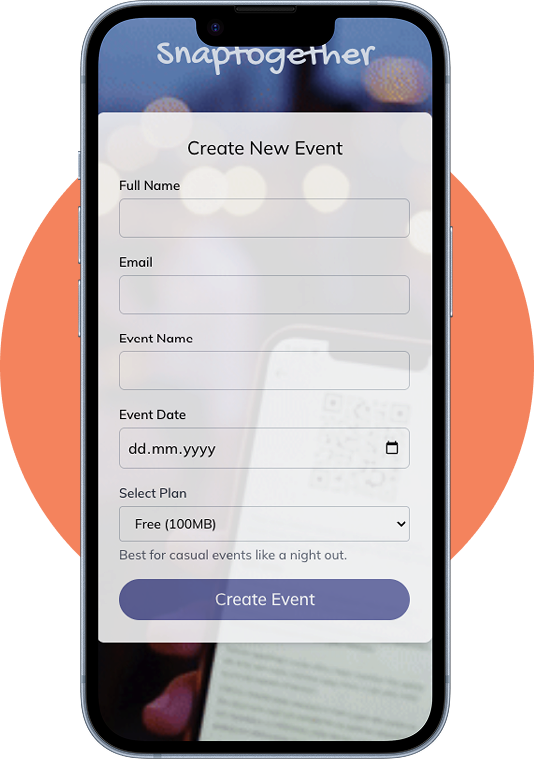 Snaptogether
Create New Event
Full Name
Email
Event Name
Event Date
dd.mm.yyyy
Select Plan
Free (100MB)
Best for casual events like a night out.
Create Event